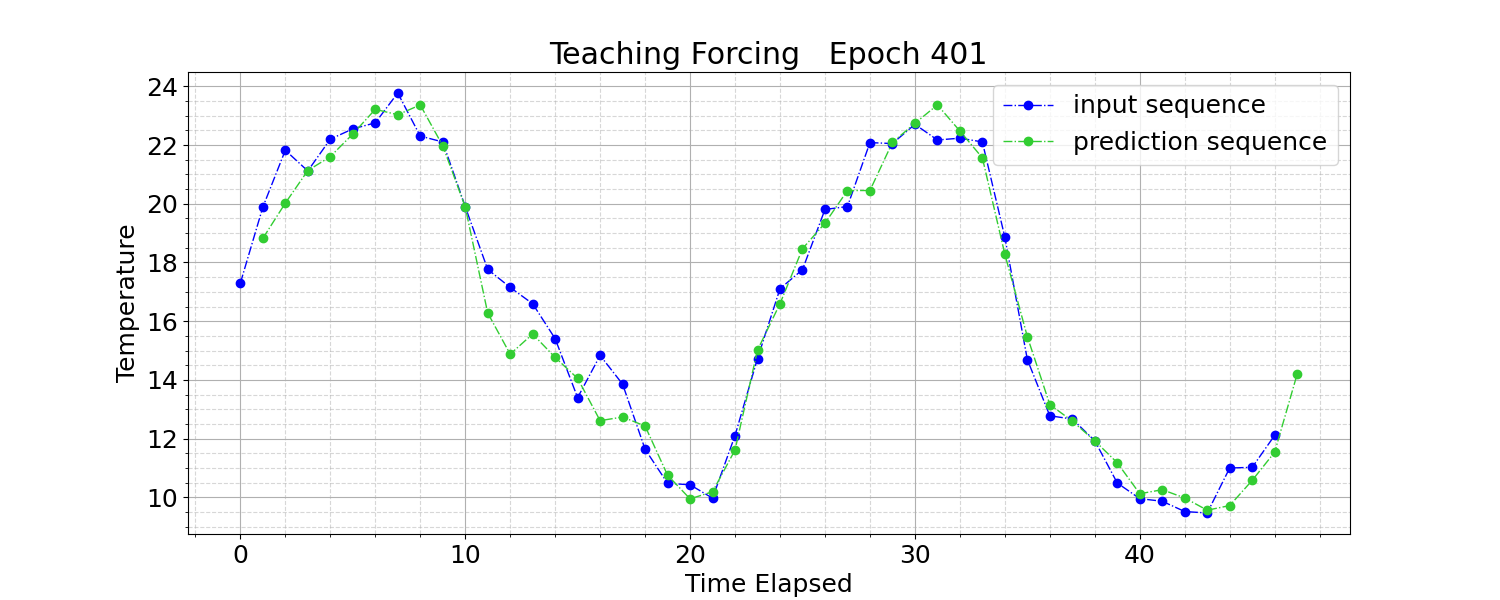 Teaching Forcing   Epoch 401
input sequence
prediction sequence
Temperature
24
22
20
18
16
14
12
10
0 10 20 30 40
Time Elapsed